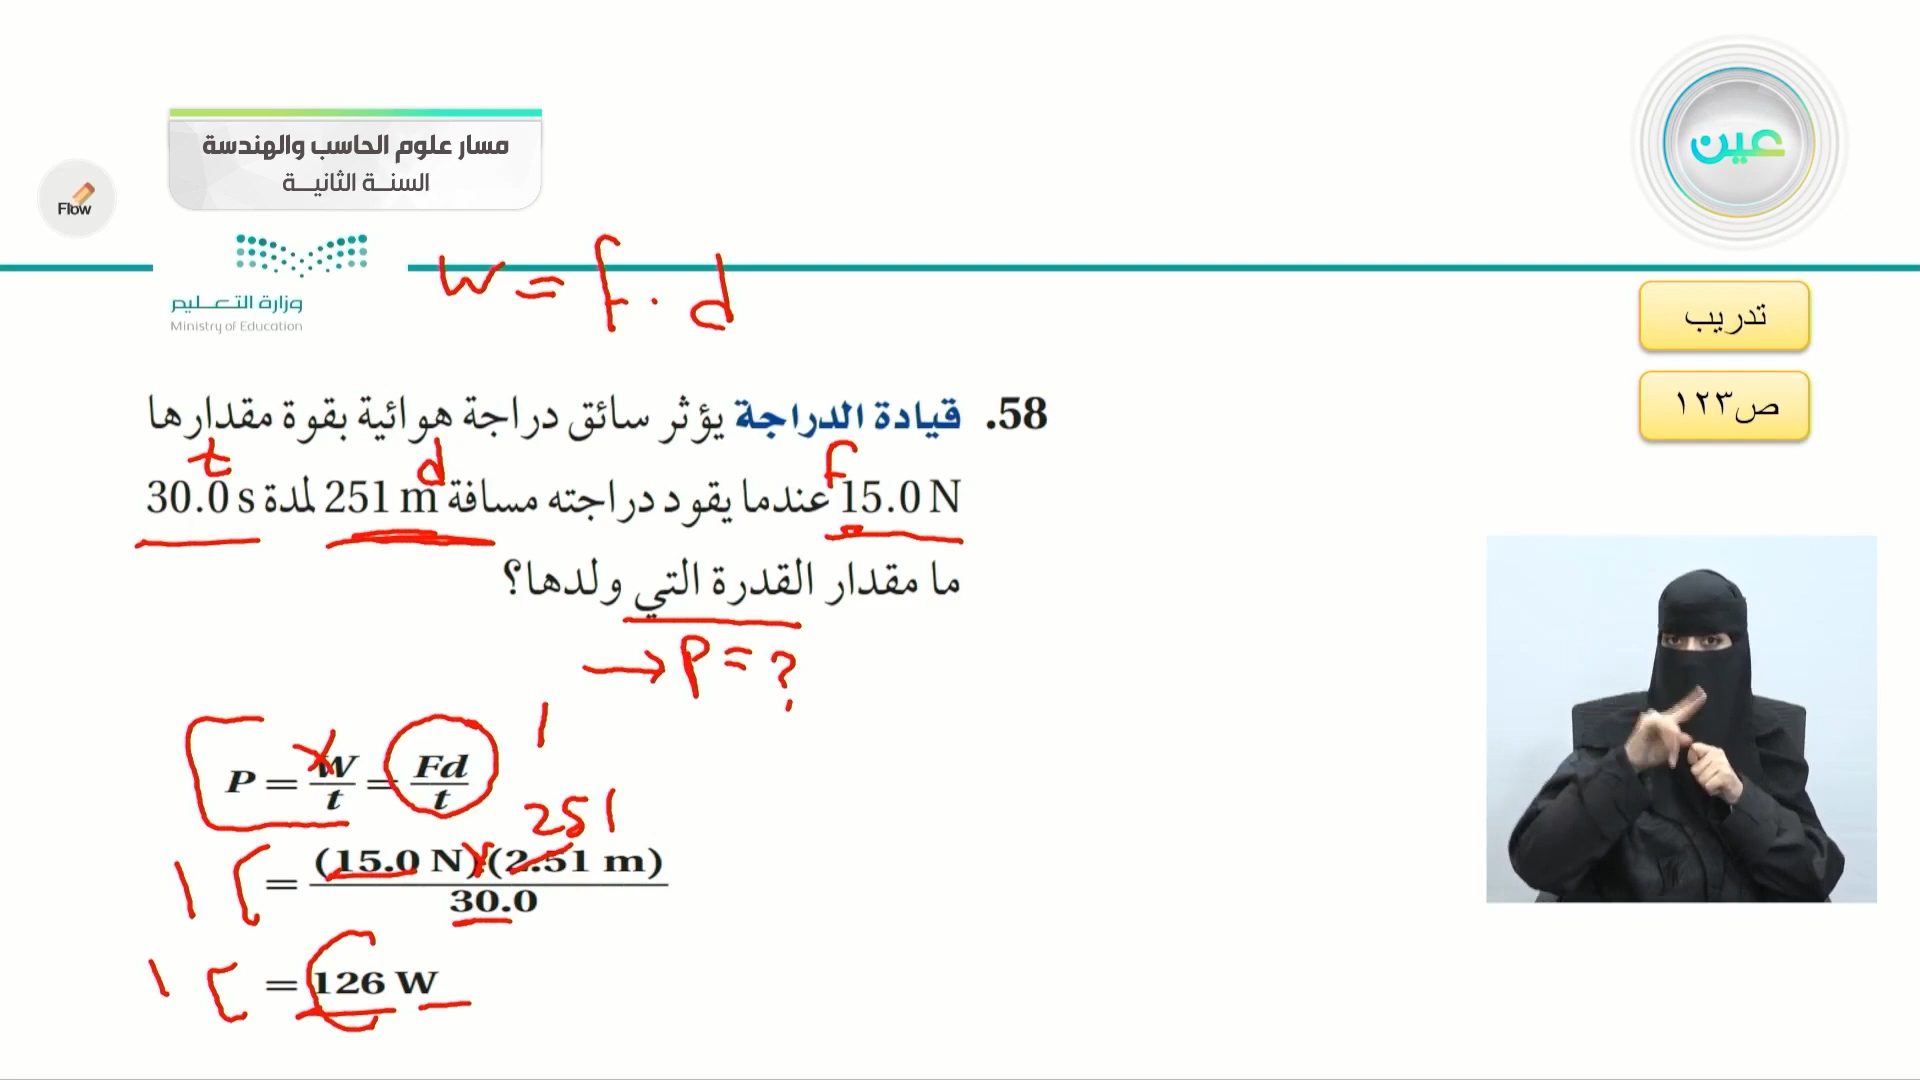 عين
مسار علوم الحاسب والهندسة
السنة الثانية
Flow
وزارة التعليم
Ministry of Education
w = f . d
تدريب
ص١٢٣
58. قيادة الدراجة يؤثر سائق دراجة هوائية بقوة مقدارها
t d f
15.0 N عندما يقود دراجته مسافة 251 m لمدة 30.0 s
ما مقدار القدرة التي ولدها؟
→ P = ?
P = W/t = Fd/t
1
251
= (15.0 N)(2.51 m)/30.0
= 126 W